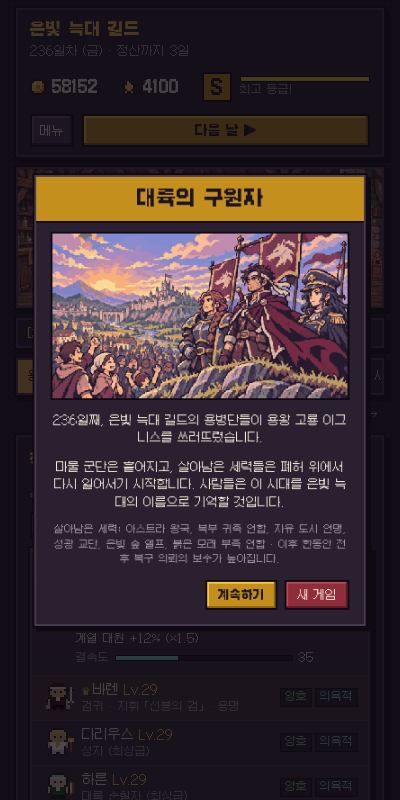 은빛 늑대 길드
236일차 (금) · 정산까지 3일
58152
4100
S
최고 등급!
메뉴
다음 날 ▶
대륙의 구원자
236일째, 은빛 늑대 길드의 용병단들이 용왕 고룡 이그
니스를 쓰러뜨렸습니다.
마물 군단은 흩어지고, 살아남은 세력들은 폐허 위에서
다시 일어서기 시작합니다. 사람들은 이 시대를 은빛 늑
대의 이름으로 기억할 것입니다.
살아남은 세력: 아스트라 왕국, 북부 귀족 연합, 자유 도시 연맹,
성광 교단, 은빛 숲 엘프, 붉은 모래 부족 연합 · 이후 한동안 전
후 복구 의뢰의 보수가 높아집니다.
계속하기
새 게임
계열 대원 +12% (×1.5)
결속도
35
비렌 Lv.29
검귀 · 지휘 「선봉의 검」
양호
의욕적
다리우스 Lv.29
성자 (최상급)
양호
의욕적
히른 Lv.29
(최상급)
양호
의욕적